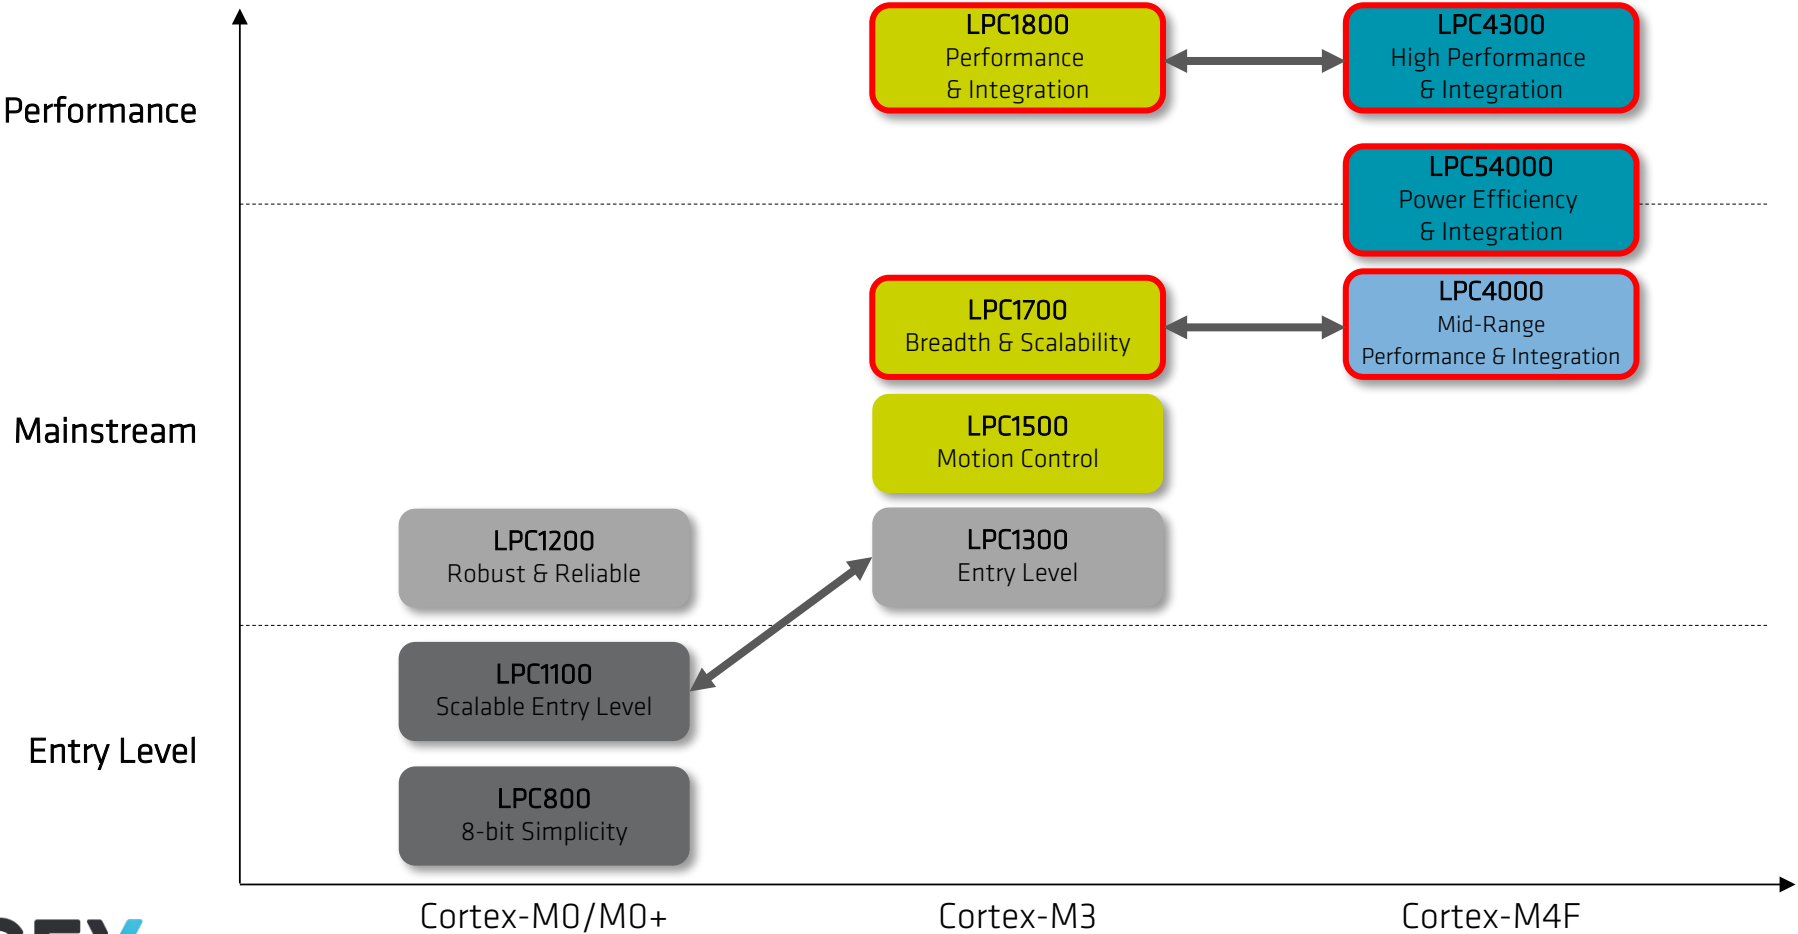 LPC1800
Performance
& Integration
LPC4300
High Performance
& Integration
Performance
LPC54000
Power Efficiency
& Integration
LPC1700
Breadth & Scalability
LPC4000
Mid-Range
Performance & Integration
Mainstream
LPC1500
Motion Control
LPC1200
Robust & Reliable
LPC1300
Entry Level
LPC1100
Scalable Entry Level
Entry Level
LPC800
8-bit Simplicity
Cortex-M0/M0+
Cortex-M3
Cortex-M4F